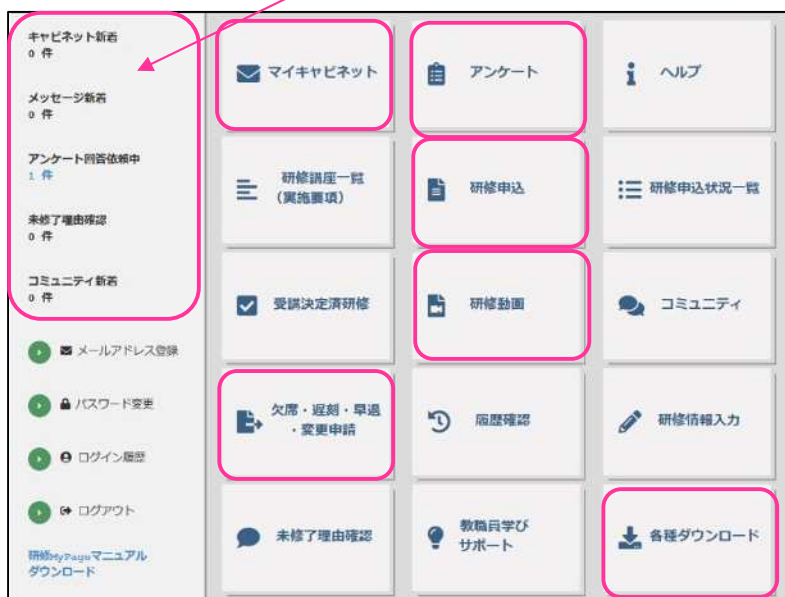 キャビネット新着
0 件
メッセージ新着
0 件
アンケート回答依頼中
1 件
未修了理由確認
0 件
コミュニティ新着
0 件
メールアドレス登録
パスワード変更
ログイン履歴
ログアウト
研修MyPageマニュアル
ダウンロード
マイキャビネット
アンケート
ヘルプ
研修講座一覧
(実施要項)
研修申込
研修申込状況一覧
受講決定済研修
研修動画
コミュニティ
欠席・遅刻・早退
・変更申請
履歴確認
研修情報入力
未修了理由確認
教職員学び
サポート
各種ダウンロード